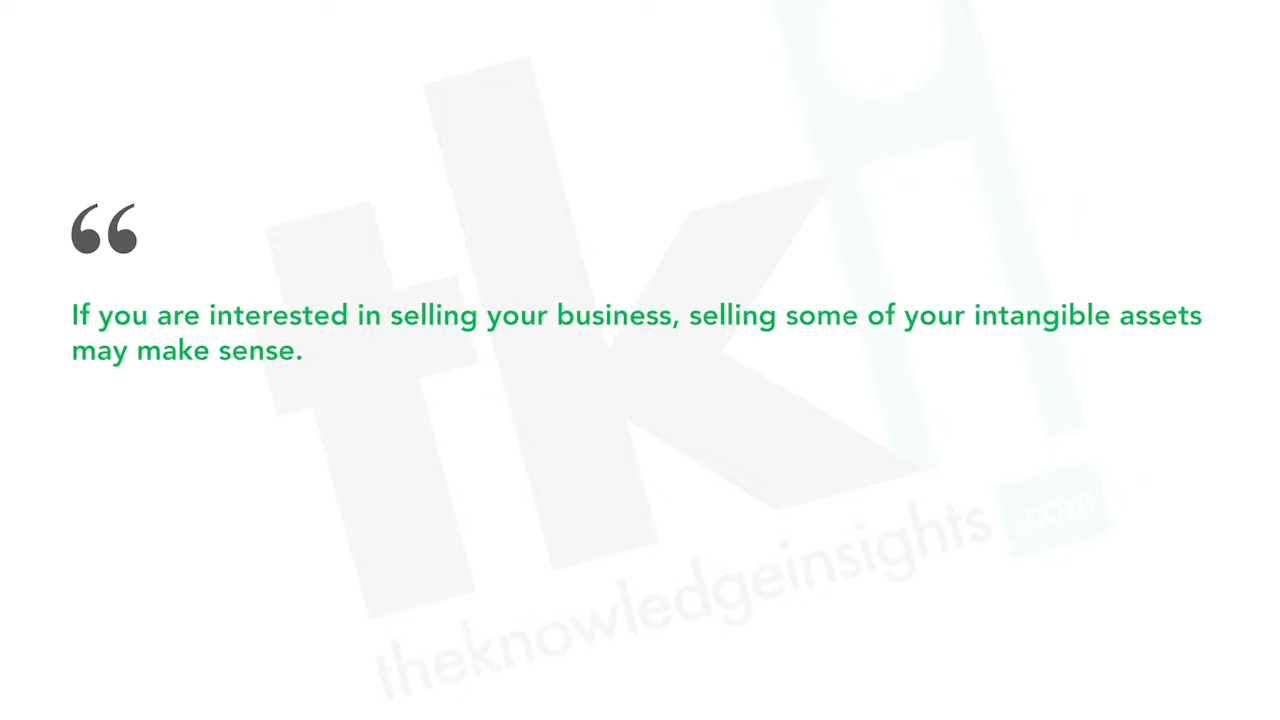 “
If you are interested in selling your business, selling some of your intangible assets
may make sense.
tki
theknowledgeinsights
.com